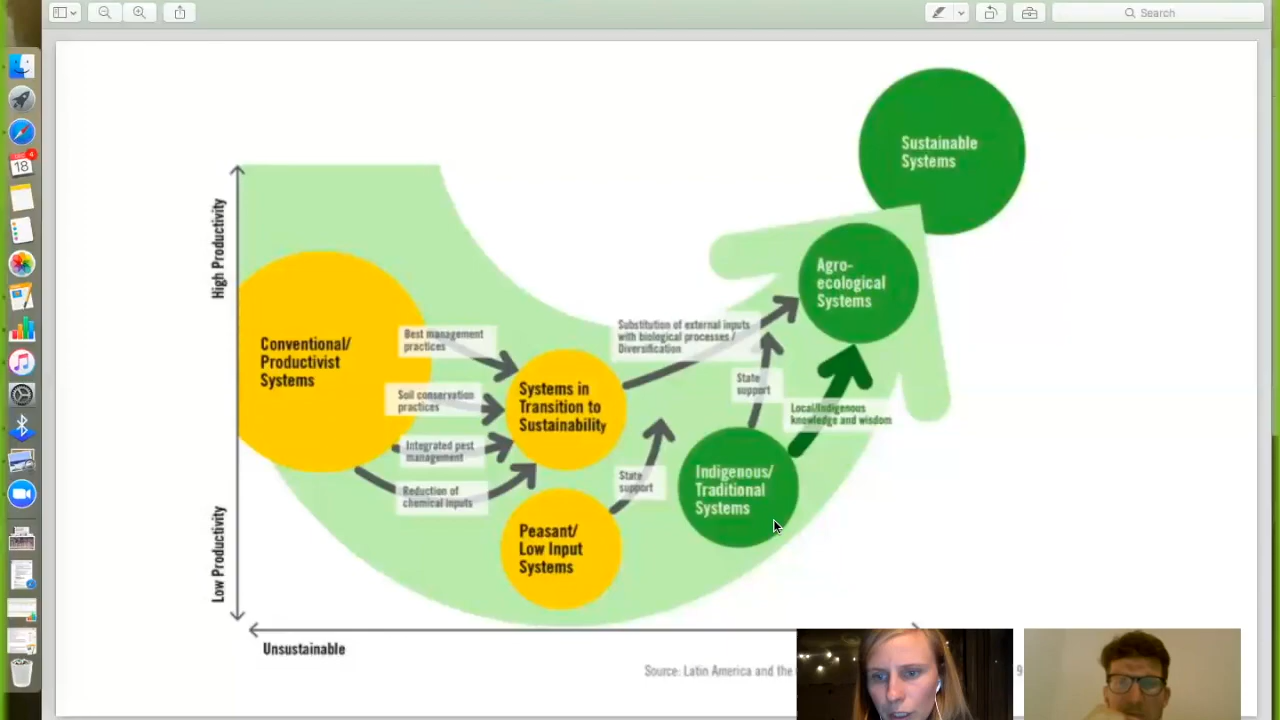 Search
18
4
Sustainable
Systems
High Productivity
Low Productivity
Agro-
ecological
Systems
Conventional/
Productivist
Systems
Best management
practices
Soil conservation
practices
Integrated pest
management
Reduction of
chemical inputs
Systems in
Transition to
Sustainability
Substitution of external inputs
with biological processes /
Diversification
State
support
Local/Indigenous
knowledge and wisdom
Indigenous/
Traditional
Systems
State
support
Peasant/
Low Input
Systems
Unsustainable
Source: Latin America and the
9